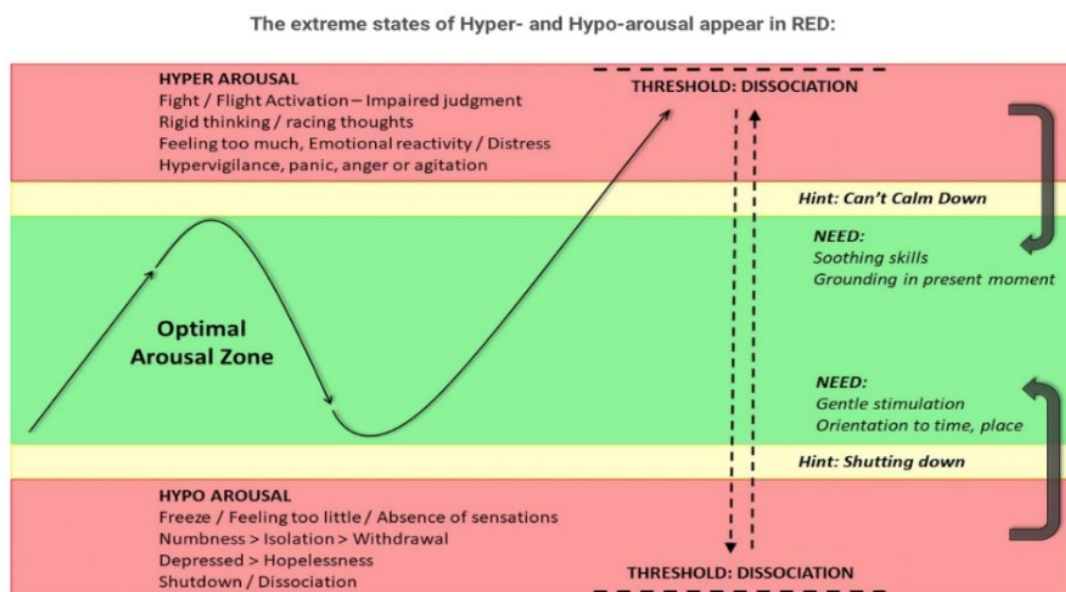 The extreme states of Hyper- and Hypo-arousal appear in RED:
HYPER AROUSAL
Fight / Flight Activation – Impaired judgment
Rigid thinking / racing thoughts
Feeling too much, Emotional reactivity / Distress
Hypervigilance, panic, anger or agitation
THRESHOLD: DISSOCIATION
Hint: Can't Calm Down
NEED:
Soothing skills
Grounding in present moment
Optimal
Arousal Zone
NEED:
Gentle stimulation
Orientation to time, place
Hint: Shutting down
HYPO AROUSAL
Freeze / Feeling too little / Absence of sensations
Numbness > Isolation > Withdrawal
Depressed > Hopelessness
Shutdown / Dissociation
THRESHOLD: DISSOCIATION